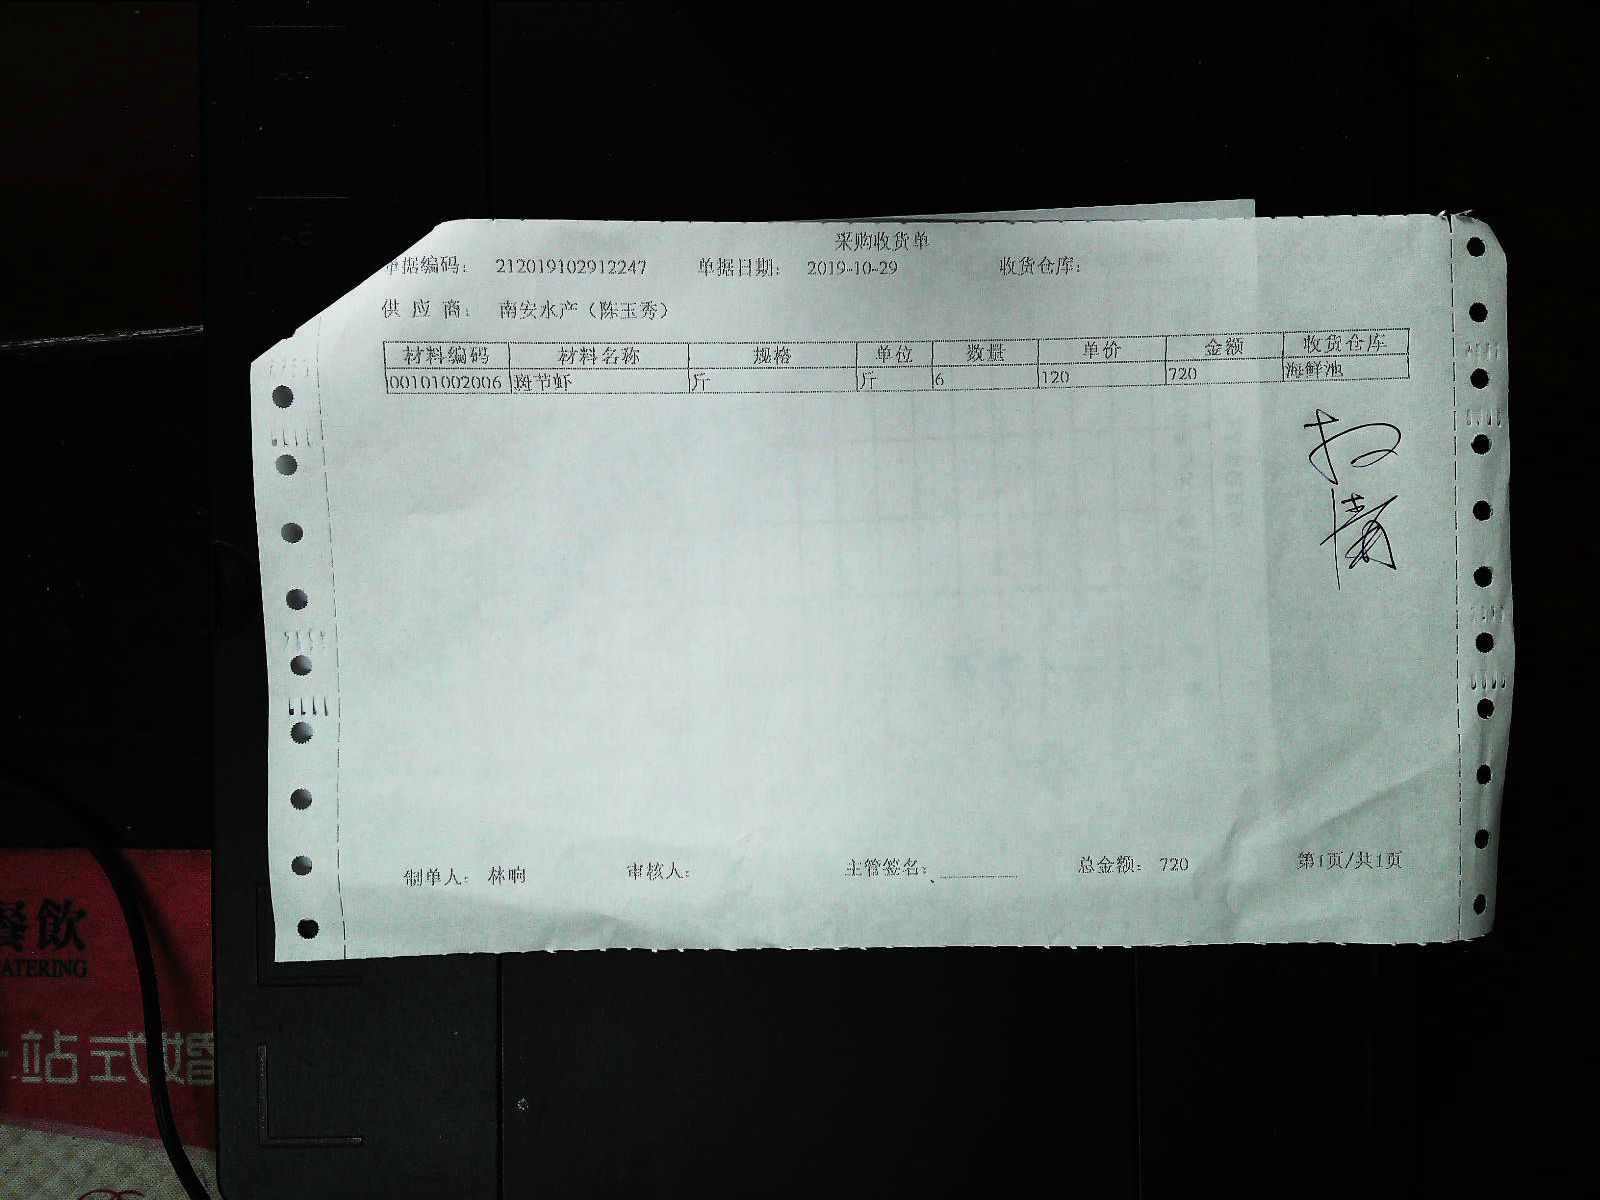 采购收货单
单据编码: 212019102912247 单据日期: 2019-10-29 收货仓库:
供 应 商: 南安水产（陈玉秀）
材料编码 材料名称 规格 单位 数量 单价 金额 收货仓库
00101002006 斑节虾 斤 斤 6 120 720 海鲜池
制单人: 林响 审核人: 主管签名: 总金额: 720 第1页/共1页
餐飲
ATERING
站式婚